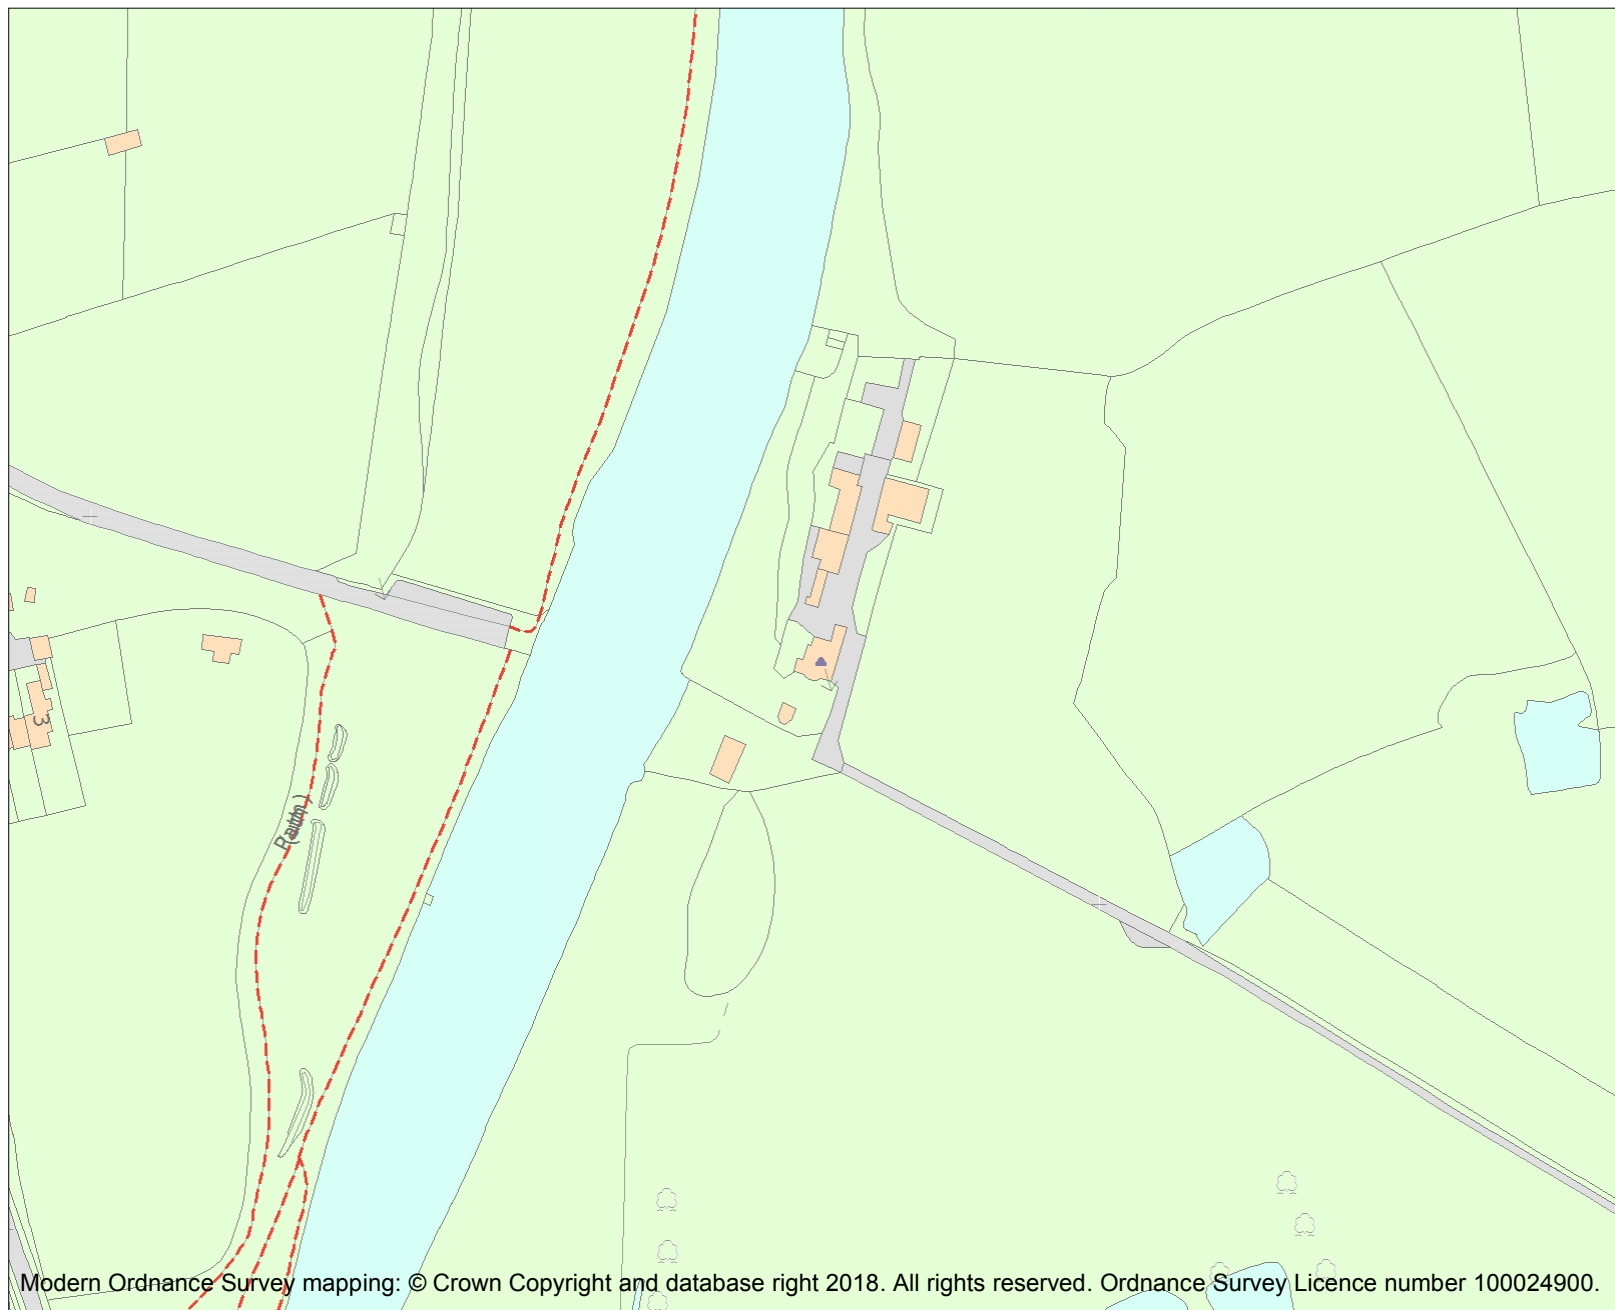 3
Path
(um)
Modern Ordnance Survey mapping: © Crown Copyright and database right 2018. All rights reserved. Ordnance Survey Licence number 100024900.